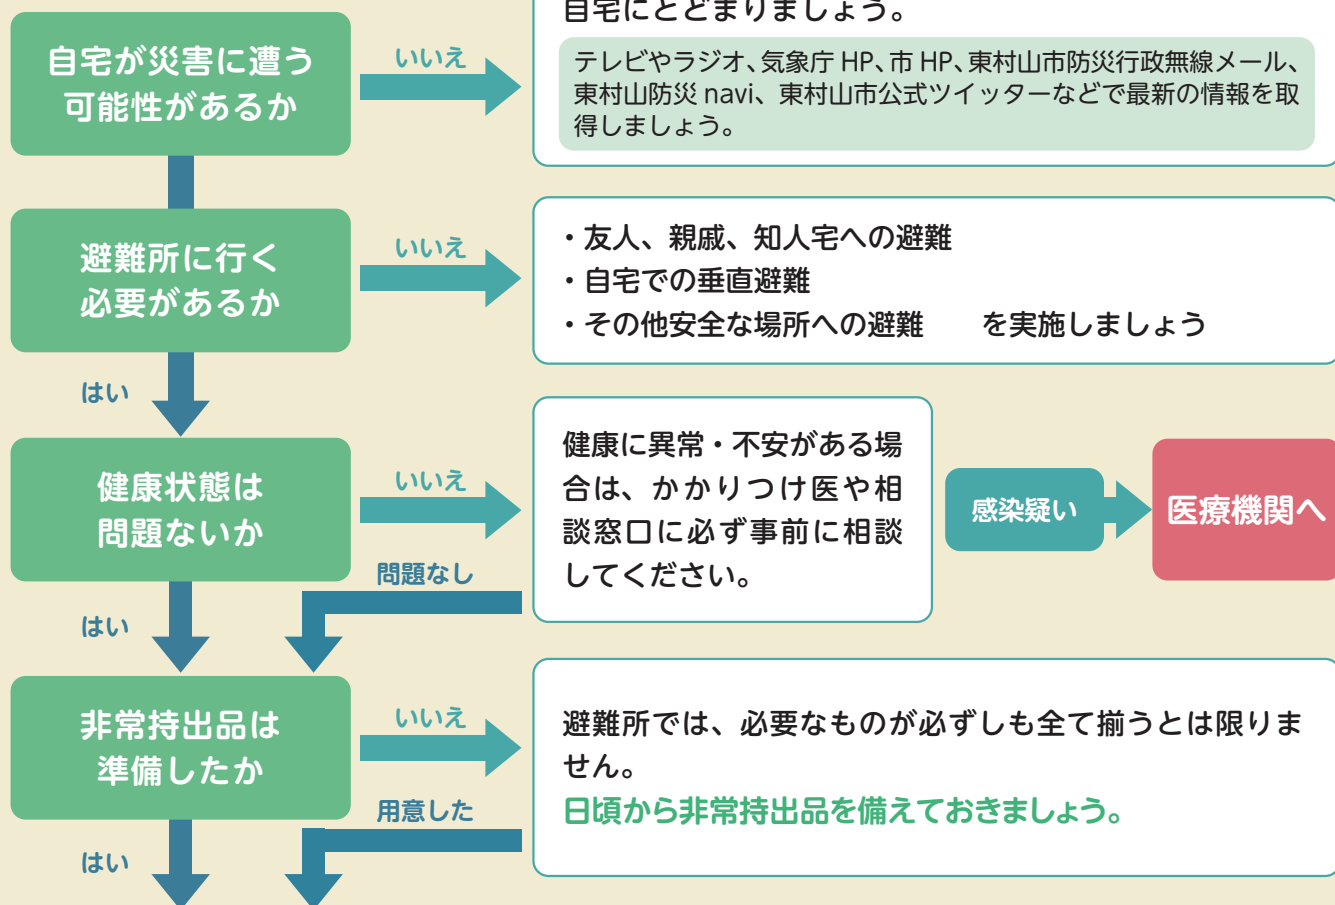 自宅にとどまりましょう。
自宅が災害に遭う
可能性があるか
いいえ
テレビやラジオ、気象庁 HP、市 HP、東村山市防災行政無線メール、
東村山防災 navi、東村山市公式ツイッターなどで最新の情報を取
得しましょう。
避難所に行く
必要があるか
いいえ
・友人、親戚、知人宅への避難
・自宅での垂直避難
・その他安全な場所への避難　　を実施しましょう
はい
健康状態は
問題ないか
いいえ
健康に異常・不安がある場
合は、かかりつけ医や相
談窓口に必ず事前に相談
してください。
感染疑い
医療機関へ
問題なし
はい
非常持出品は
準備したか
いいえ
避難所では、必要なものが必ずしも全て揃うとは限りま
せん。
日頃から非常持出品を備えておきましょう。
用意した
はい